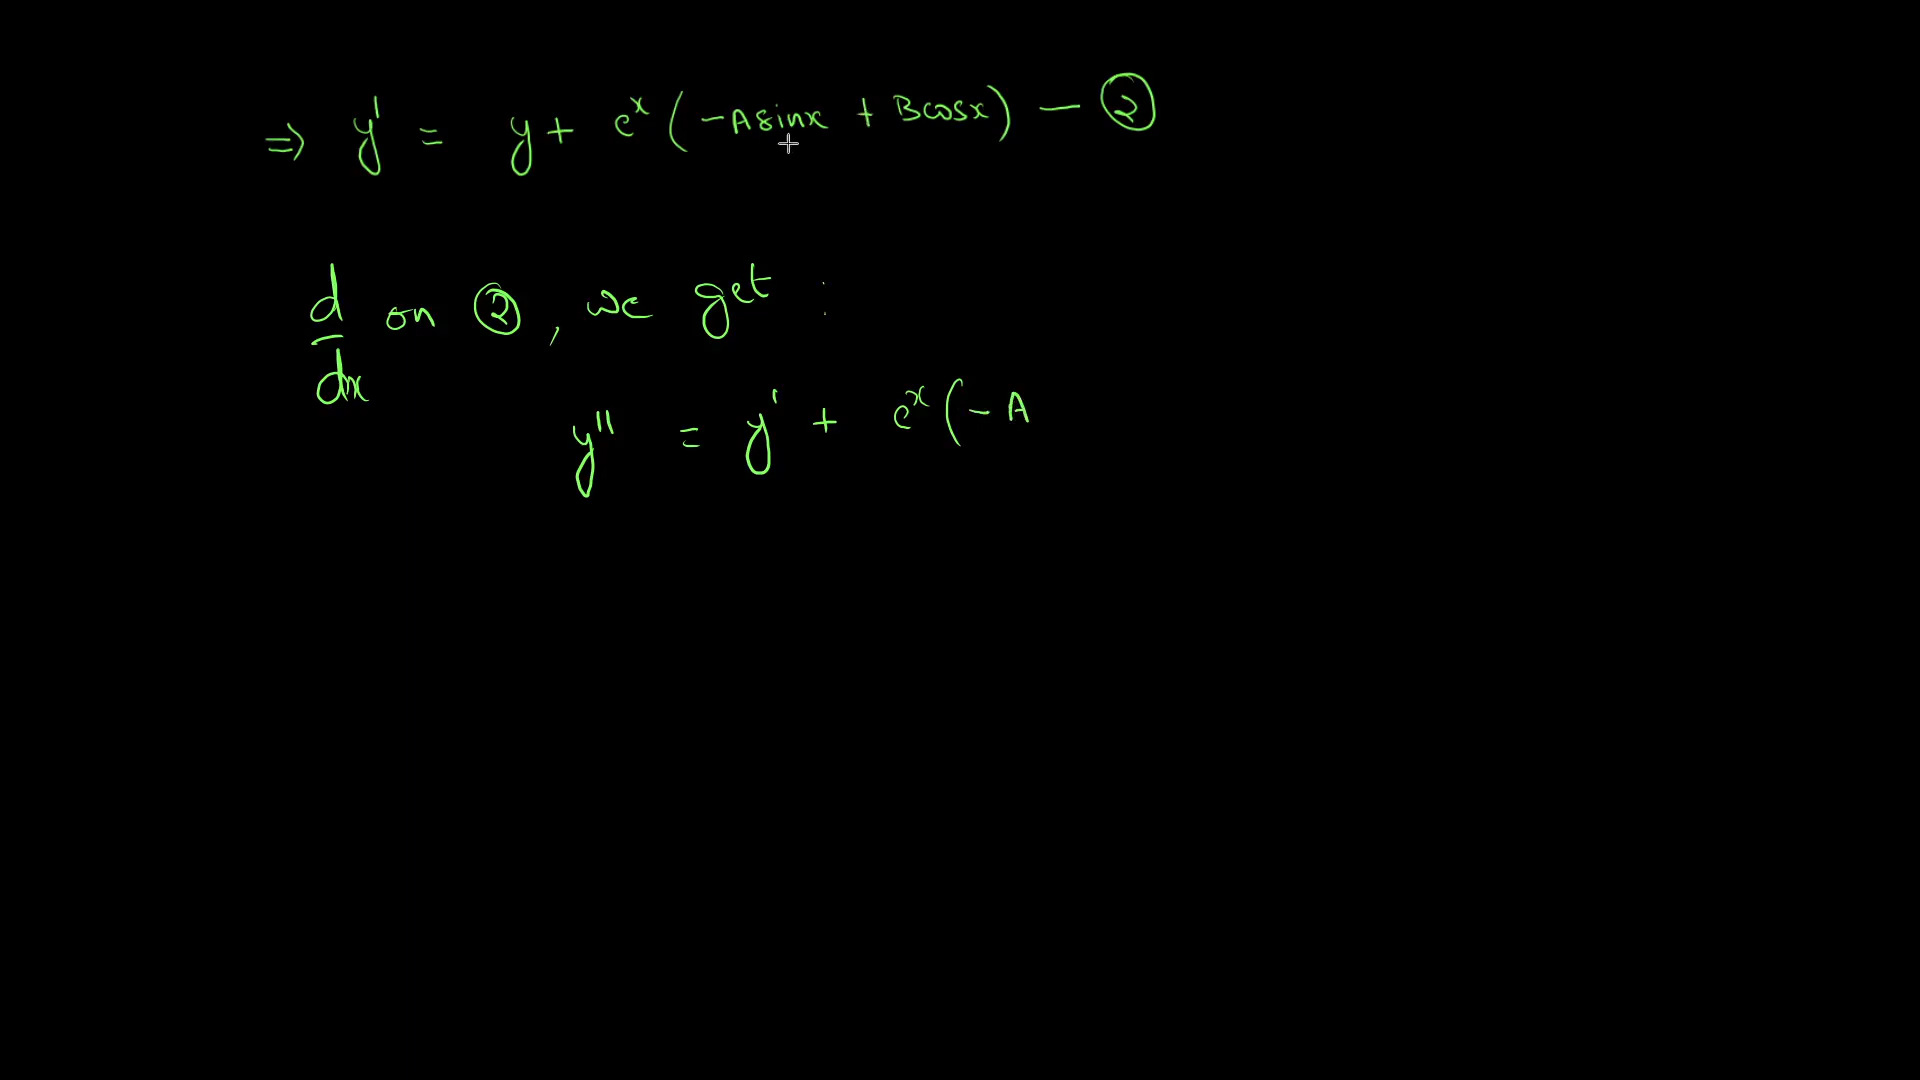 ⇒ y' = y + e^x (-A sinx + B cosx) — ②
d/dx on ②, we get :
y'' = y' + e^x (- A